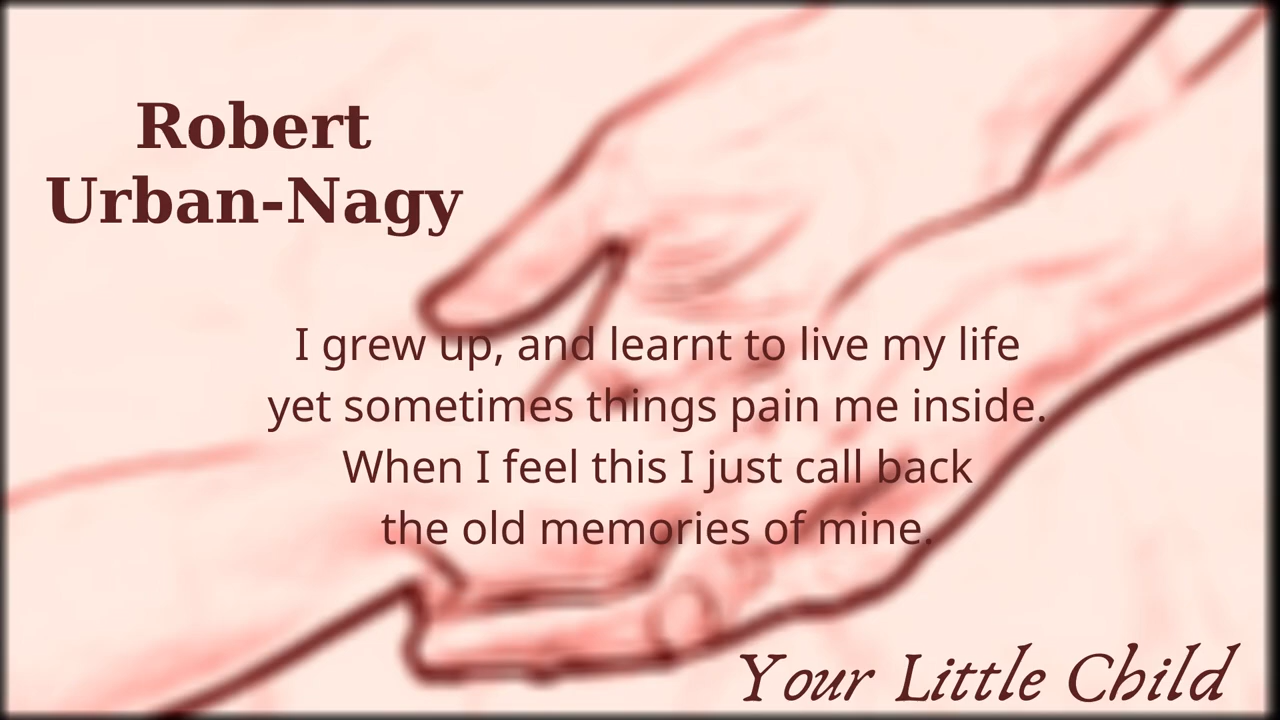 Robert
Urban-Nagy
I grew up, and learnt to live my life
yet sometimes things pain me inside.
When I feel this I just call back
the old memories of mine.
Your Little Child